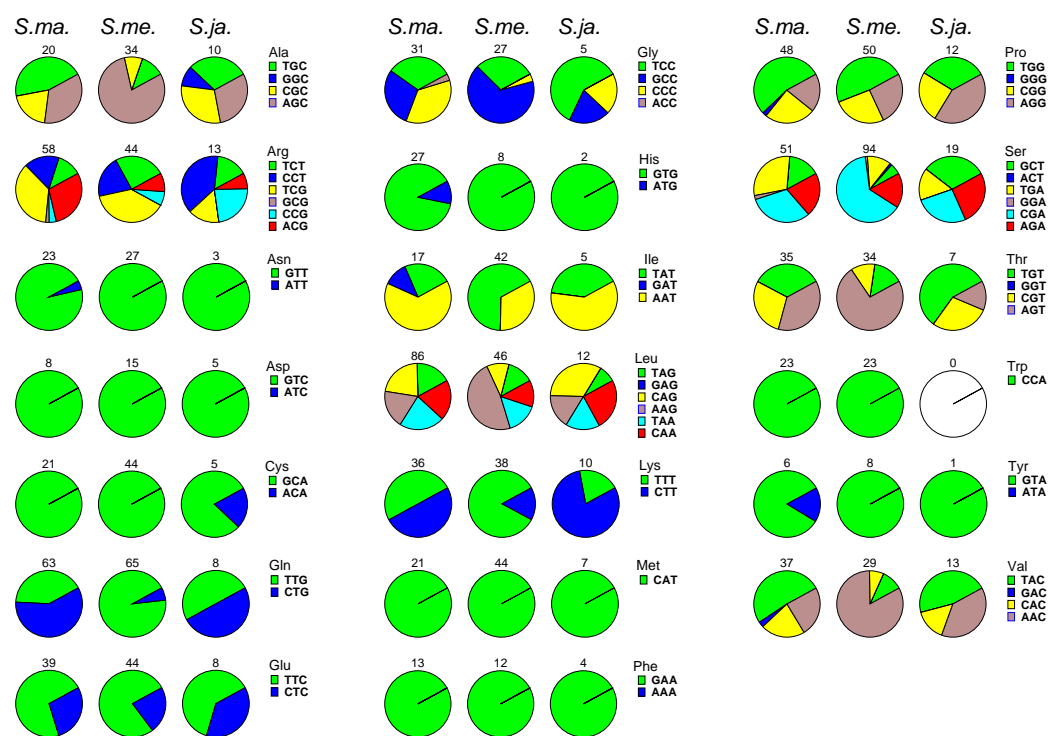 S.ma. S.me. S.ja.
20 34 10
Ala
TGC
GGC
CGC
AGC
58 44 13
Arg
TCT
CCT
TCG
GCG
CCG
ACG
23 27 3
Asn
GTT
ATT
8 15 5
Asp
GTC
ATC
21 44 5
Cys
GCA
ACA
63 65 8
Gln
TTG
CTG
39 44 8
Glu
TTC
CTC
S.ma. S.me. S.ja.
31 27 5
Gly
TCC
GCC
CCC
ACC
27 8 2
His
GTG
ATG
17 42 5
Ile
TAT
GAT
AAT
86 46 12
Leu
TAG
GAG
CAG
AAG
TAA
CAA
36 38 10
Lys
TTT
CTT
21 44 7
Met
CAT
13 12 4
Phe
GAA
AAA
S.ma. S.me. S.ja.
48 50 12
Pro
TGG
GGG
CGG
AGG
51 94 19
Ser
GCT
ACT
TGA
GGA
CGA
AGA
35 34 7
Thr
TGT
GGT
CGT
AGT
23 23 0
Trp
CCA
6 8 1
Tyr
GTA
ATA
37 29 13
Val
TAC
GAC
CAC
AAC